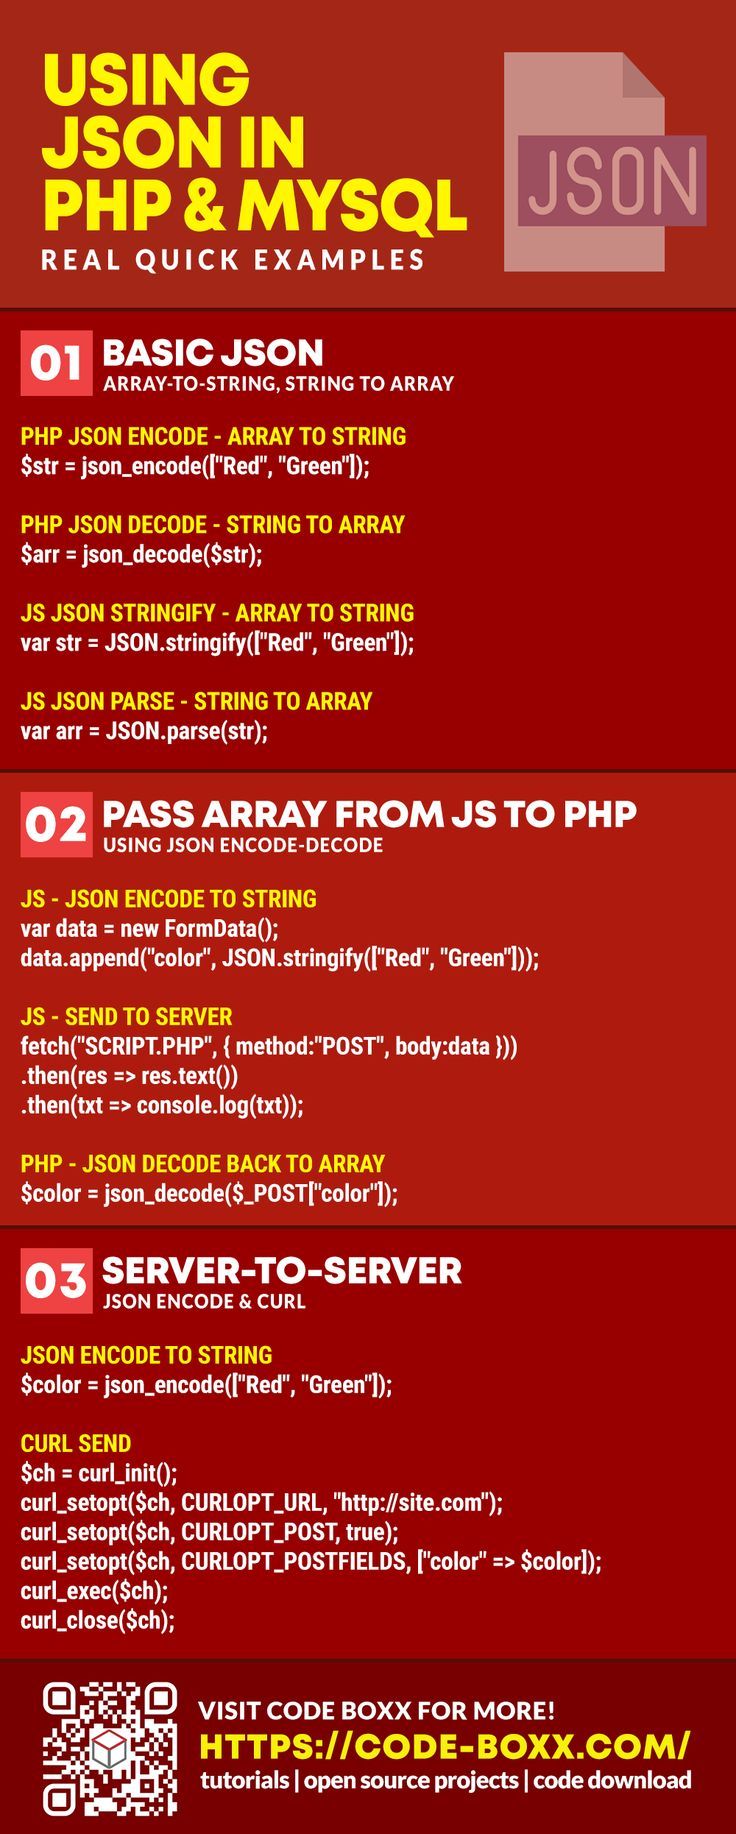 USING
JSON IN
PHP & MYSQL
REAL QUICK EXAMPLES
JSON
01 BASIC JSON
ARRAY-TO-STRING, STRING TO ARRAY
PHP JSON ENCODE - ARRAY TO STRING
$str = json_encode(["Red", "Green"]);
PHP JSON DECODE - STRING TO ARRAY
$arr = json_decode($str);
JS JSON STRINGIFY - ARRAY TO STRING
var str = JSON.stringify(["Red", "Green"]);
JS JSON PARSE - STRING TO ARRAY
var arr = JSON.parse(str);
02 PASS ARRAY FROM JS TO PHP
USING JSON ENCODE-DECODE
JS - JSON ENCODE TO STRING
var data = new FormData();
data.append("color", JSON.stringify(["Red", "Green"]));
JS - SEND TO SERVER
fetch("SCRIPT.PHP", { method:"POST", body:data }))
.then(res => res.text())
.then(txt => console.log(txt));
PHP - JSON DECODE BACK TO ARRAY
$color = json_decode($_POST["color"]);
03 SERVER-TO-SERVER
JSON ENCODE & CURL
JSON ENCODE TO STRING
$color = json_encode(["Red", "Green"]);
CURL SEND
$ch = curl_init();
curl_setopt($ch, CURLOPT_URL, "http://site.com");
curl_setopt($ch, CURLOPT_POST, true);
curl_setopt($ch, CURLOPT_POSTFIELDS, ["color" => $color]);
curl_exec($ch);
curl_close($ch);
VISIT CODE BOXX FOR MORE!
HTTPS://CODE-BOXX.COM/
tutorials | open source projects | code download